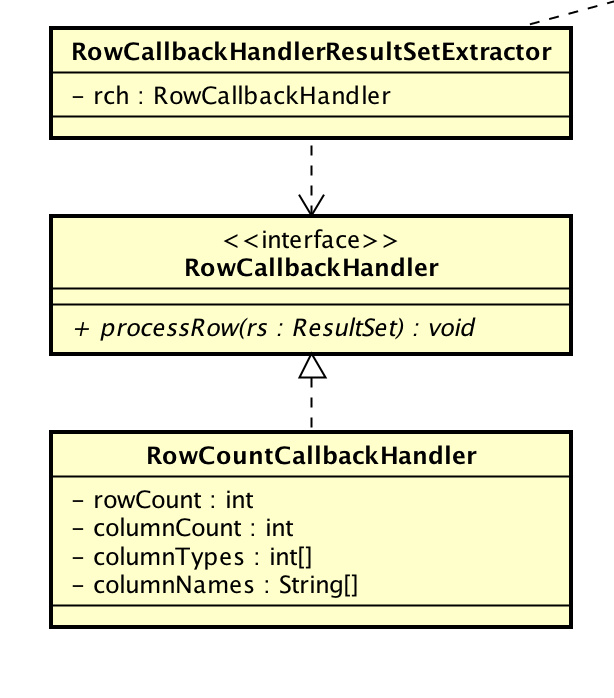 RowCallbackHandlerResultSetExtractor
- rch : RowCallbackHandler
<<interface>>
RowCallbackHandler
+ processRow(rs : ResultSet) : void
RowCountCallbackHandler
- rowCount : int
- columnCount : int
- columnTypes : int[]
- columnNames : String[]